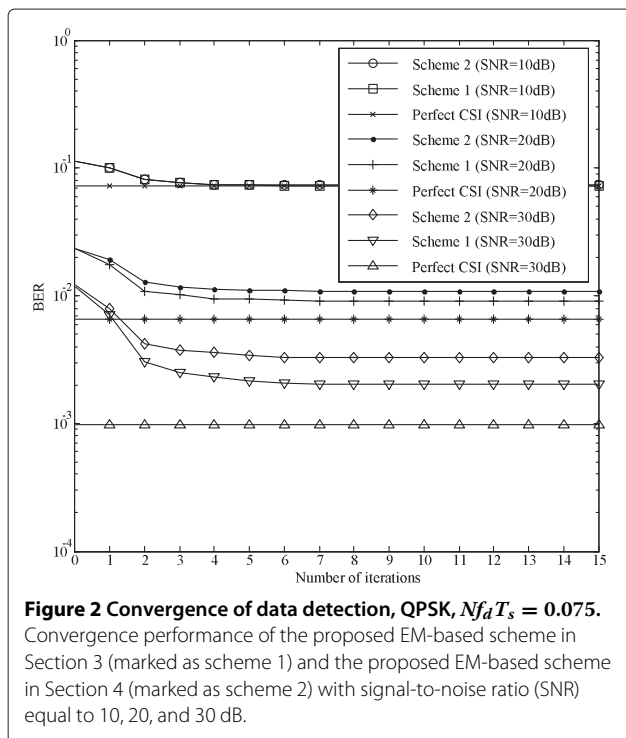 10^0
10^-1
10^-2
10^-3
10^-4
BER
Scheme 2 (SNR=10dB)
Scheme 1 (SNR=10dB)
Perfect CSI (SNR=10dB)
Scheme 2 (SNR=20dB)
Scheme 1 (SNR=20dB)
Perfect CSI (SNR=20dB)
Scheme 2 (SNR=30dB)
Scheme 1 (SNR=30dB)
Perfect CSI (SNR=30dB)
0 1 2 3 4 5 6 7 8 9 10 11 12 13 14 15
Number of iterations
Figure 2 Convergence of data detection, QPSK, Nf_dT_s = 0.075.
Convergence performance of the proposed EM-based scheme in
Section 3 (marked as scheme 1) and the proposed EM-based scheme
in Section 4 (marked as scheme 2) with signal-to-noise ratio (SNR)
equal to 10, 20, and 30 dB.